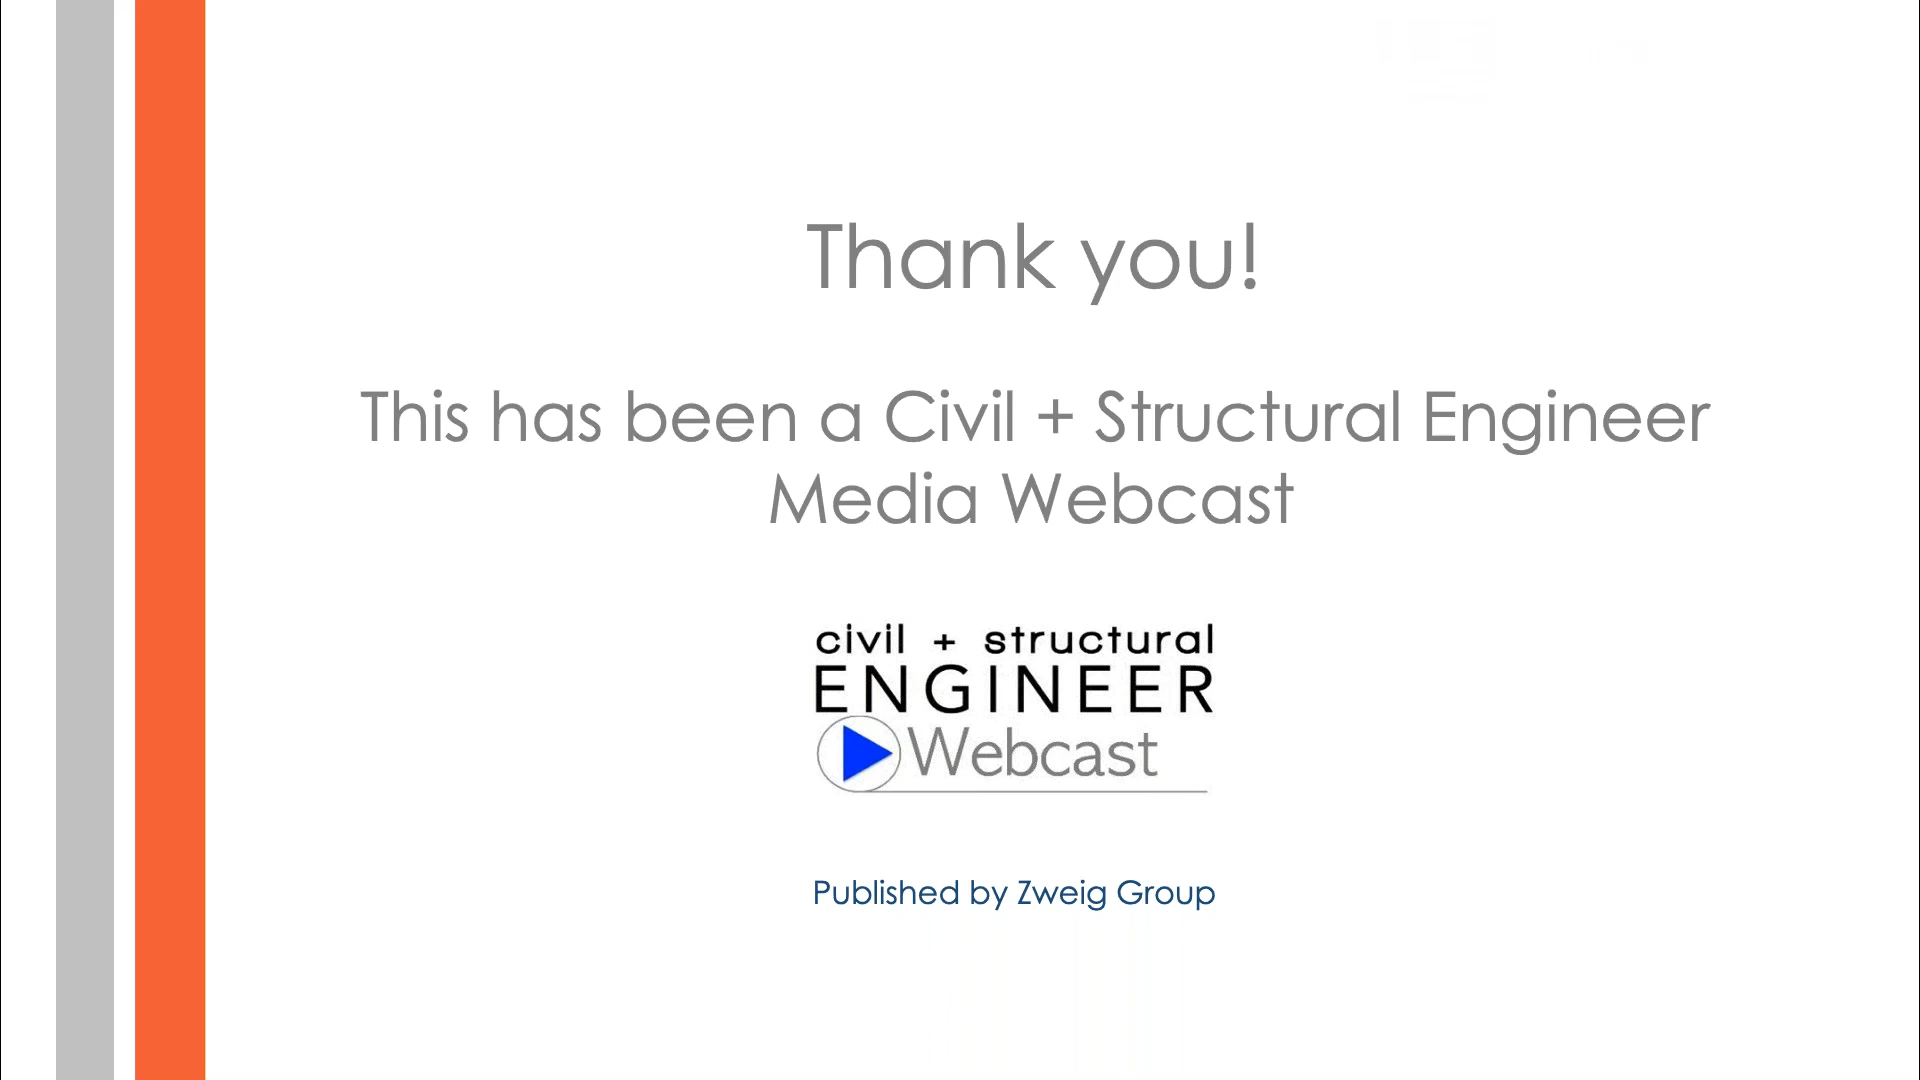 Thank you!
This has been a Civil + Structural Engineer
Media Webcast
civil + structural
ENGINEER
Webcast
Published by Zweig Group